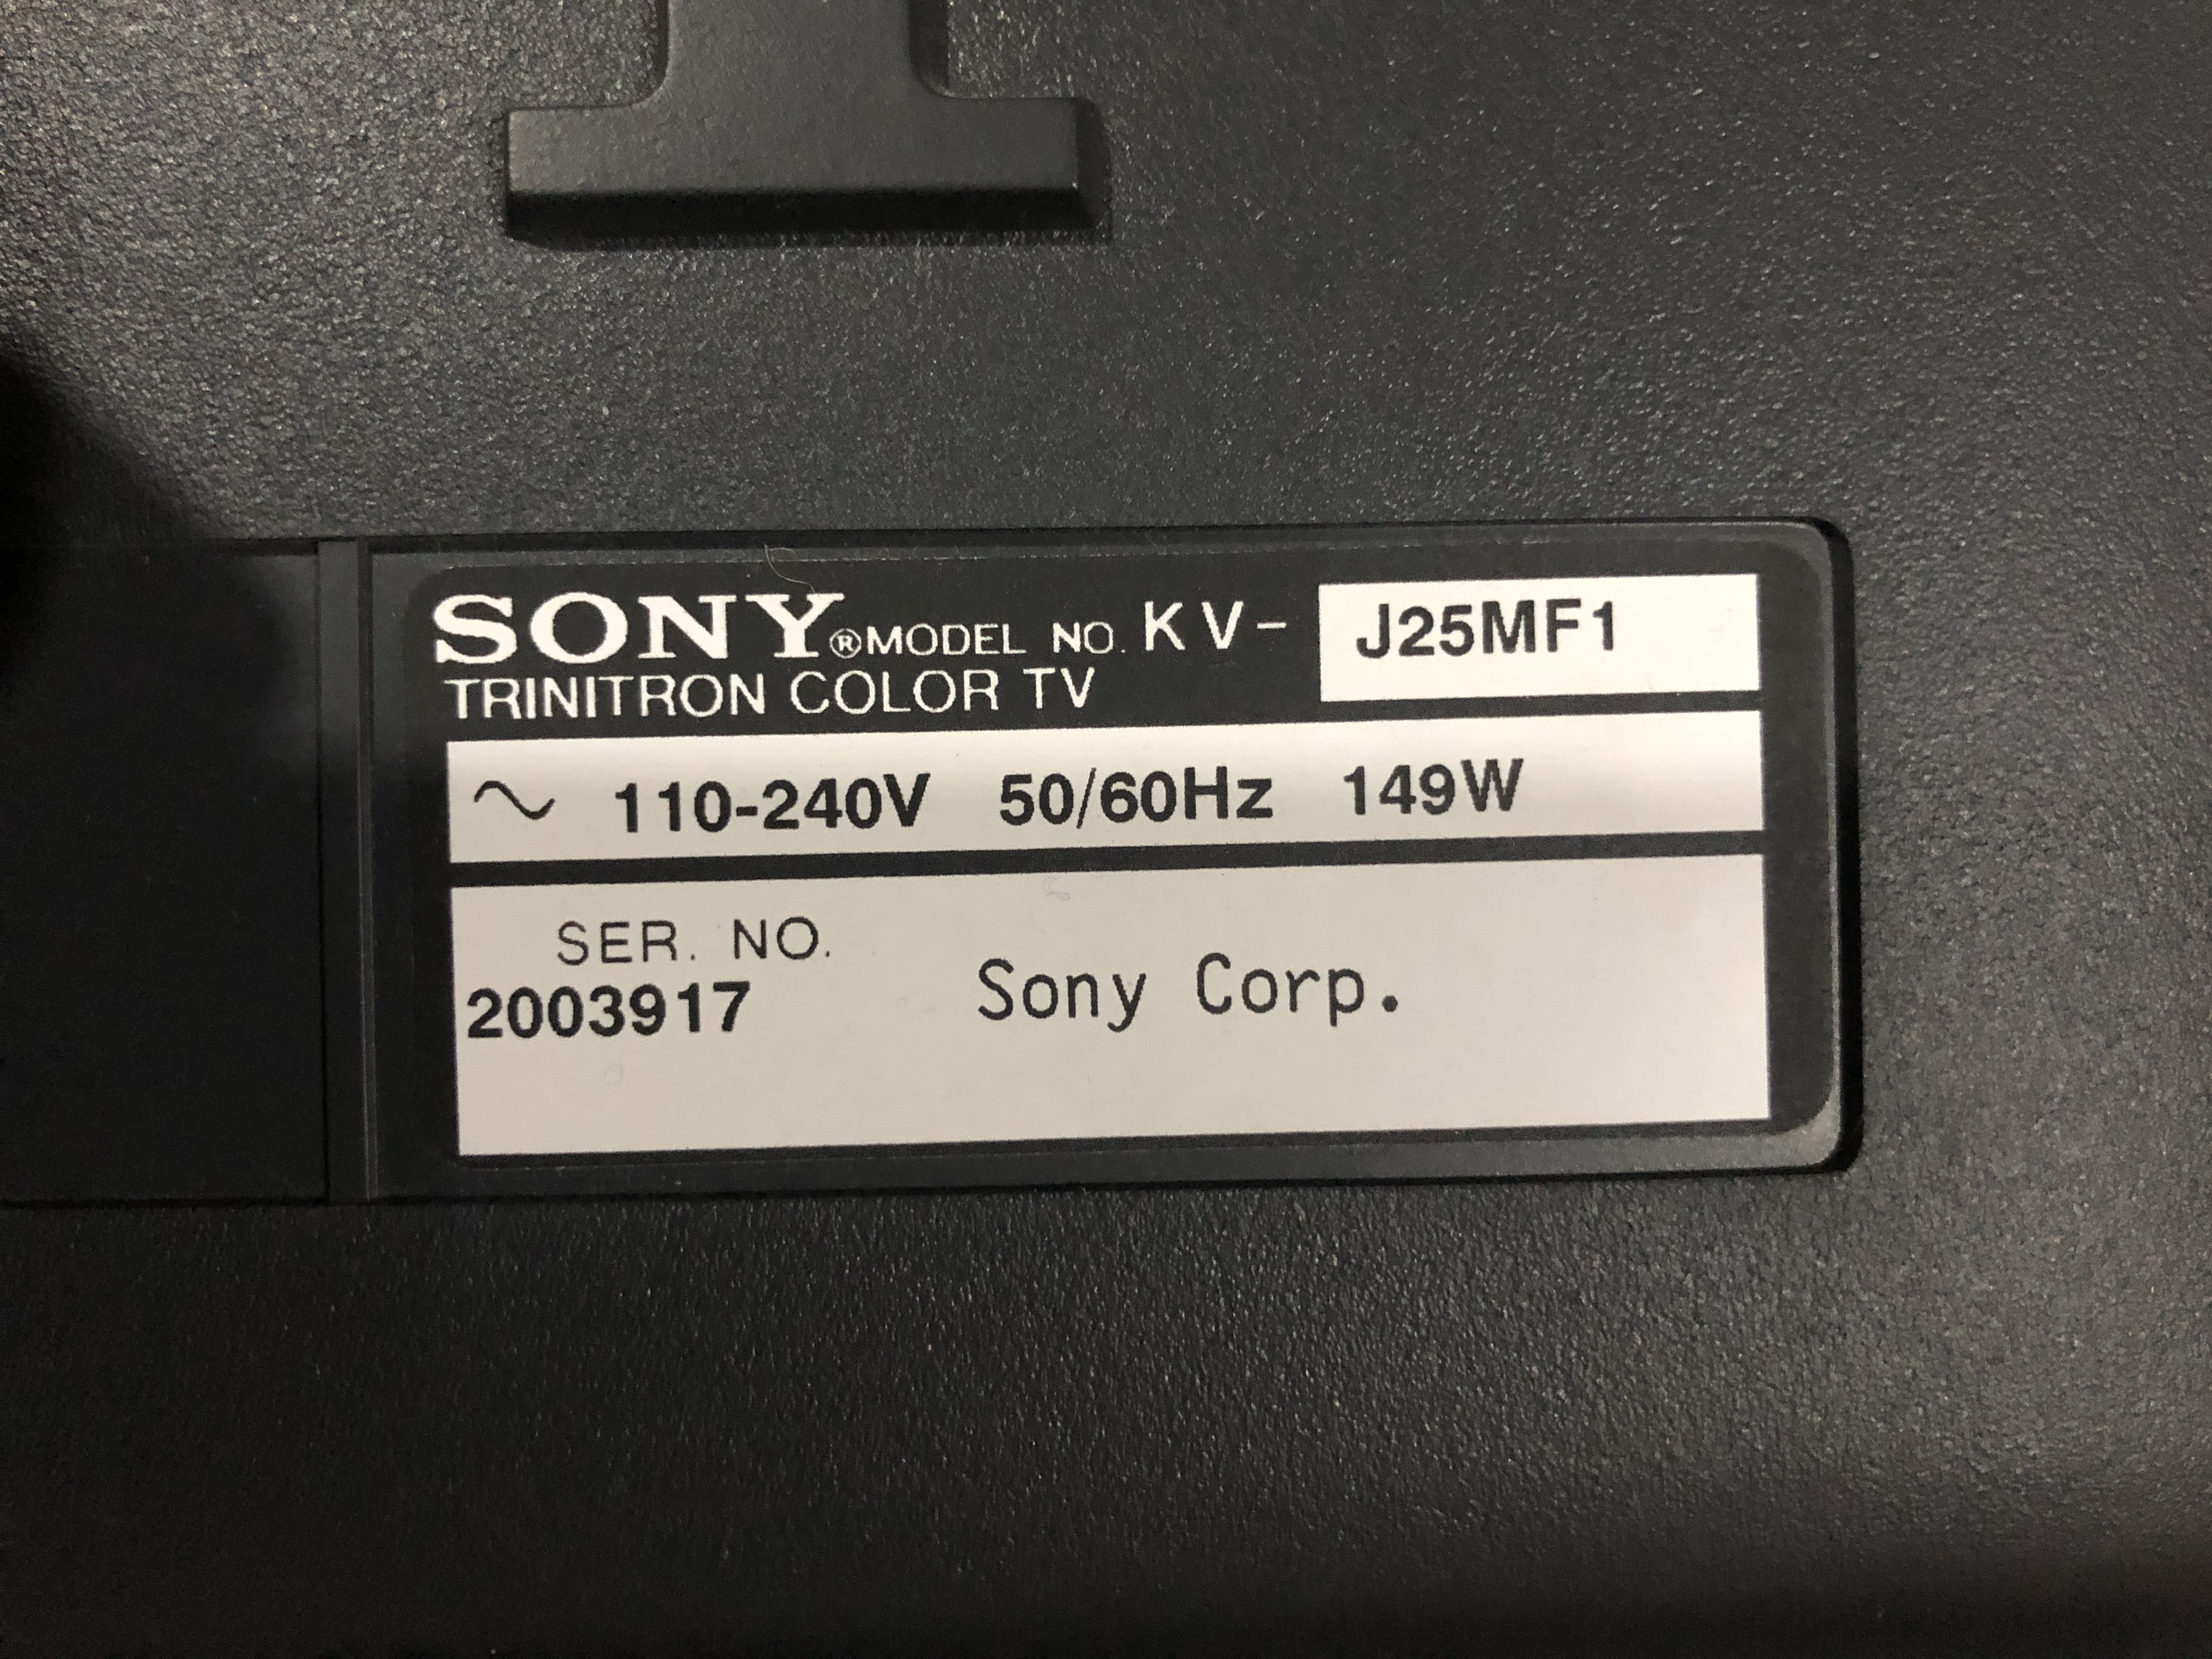 SONY® MODEL NO. KV- J25MF1
TRINITRON COLOR TV
~ 110-240V 50/60Hz 149W
SER. NO.
2003917 Sony Corp.